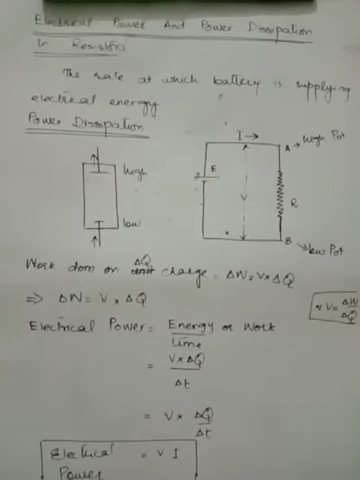 Electrical Power And Power Dissipation
In Resistors
The rate at which battery is supplying
electrical energy
Power Dissipation
high
low
I →
A → High Pot
E
V
R
B → low Pot
Work done on ΔQ charge = ΔW = V × ΔQ
⇒ ΔW = V × ΔQ
∵ V = ΔW/ΔQ
Electrical Power = Energy or Work
Time
= V × ΔQ
Δt
= V × ΔQ
Δt
Electrical = V I
Power